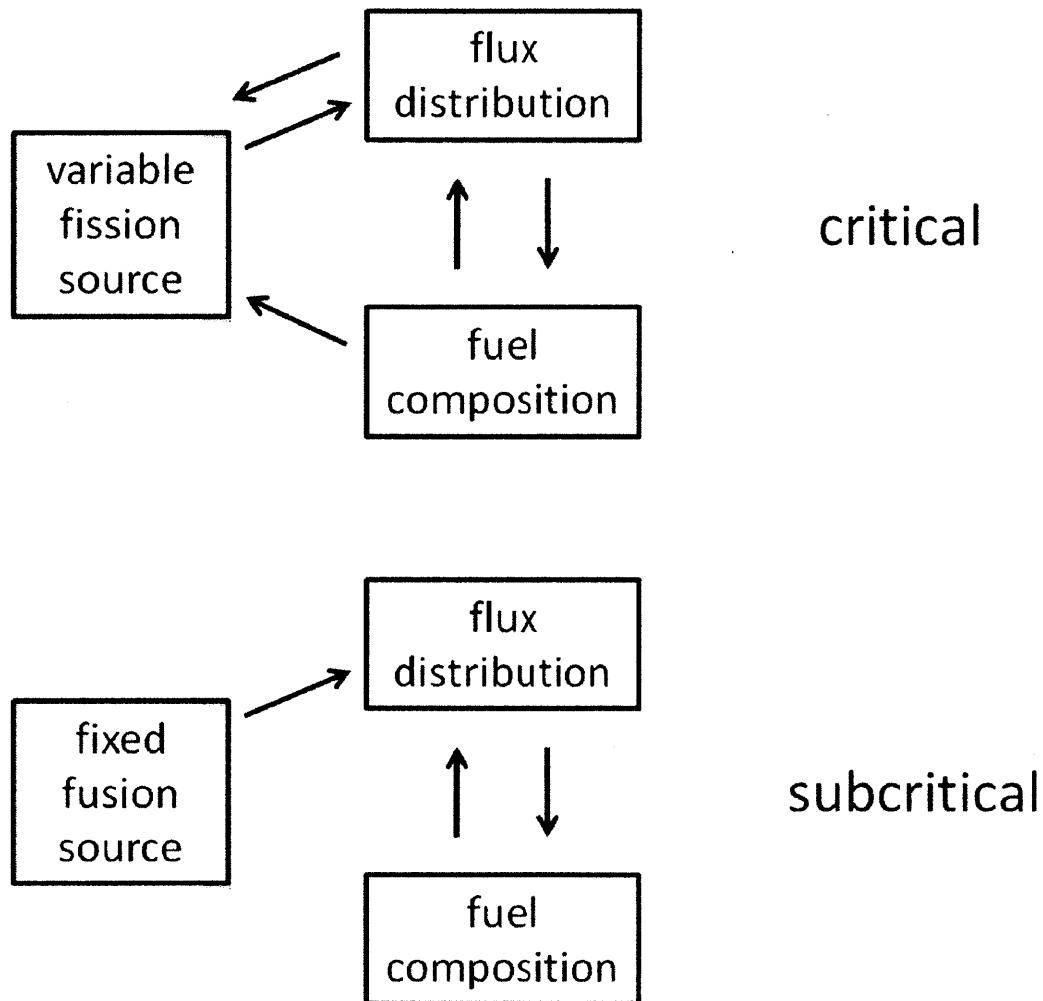 flux
distribution
variable
fission
source
critical
fuel
composition
flux
distribution
fixed
fusion
source
subcritical
fuel
composition